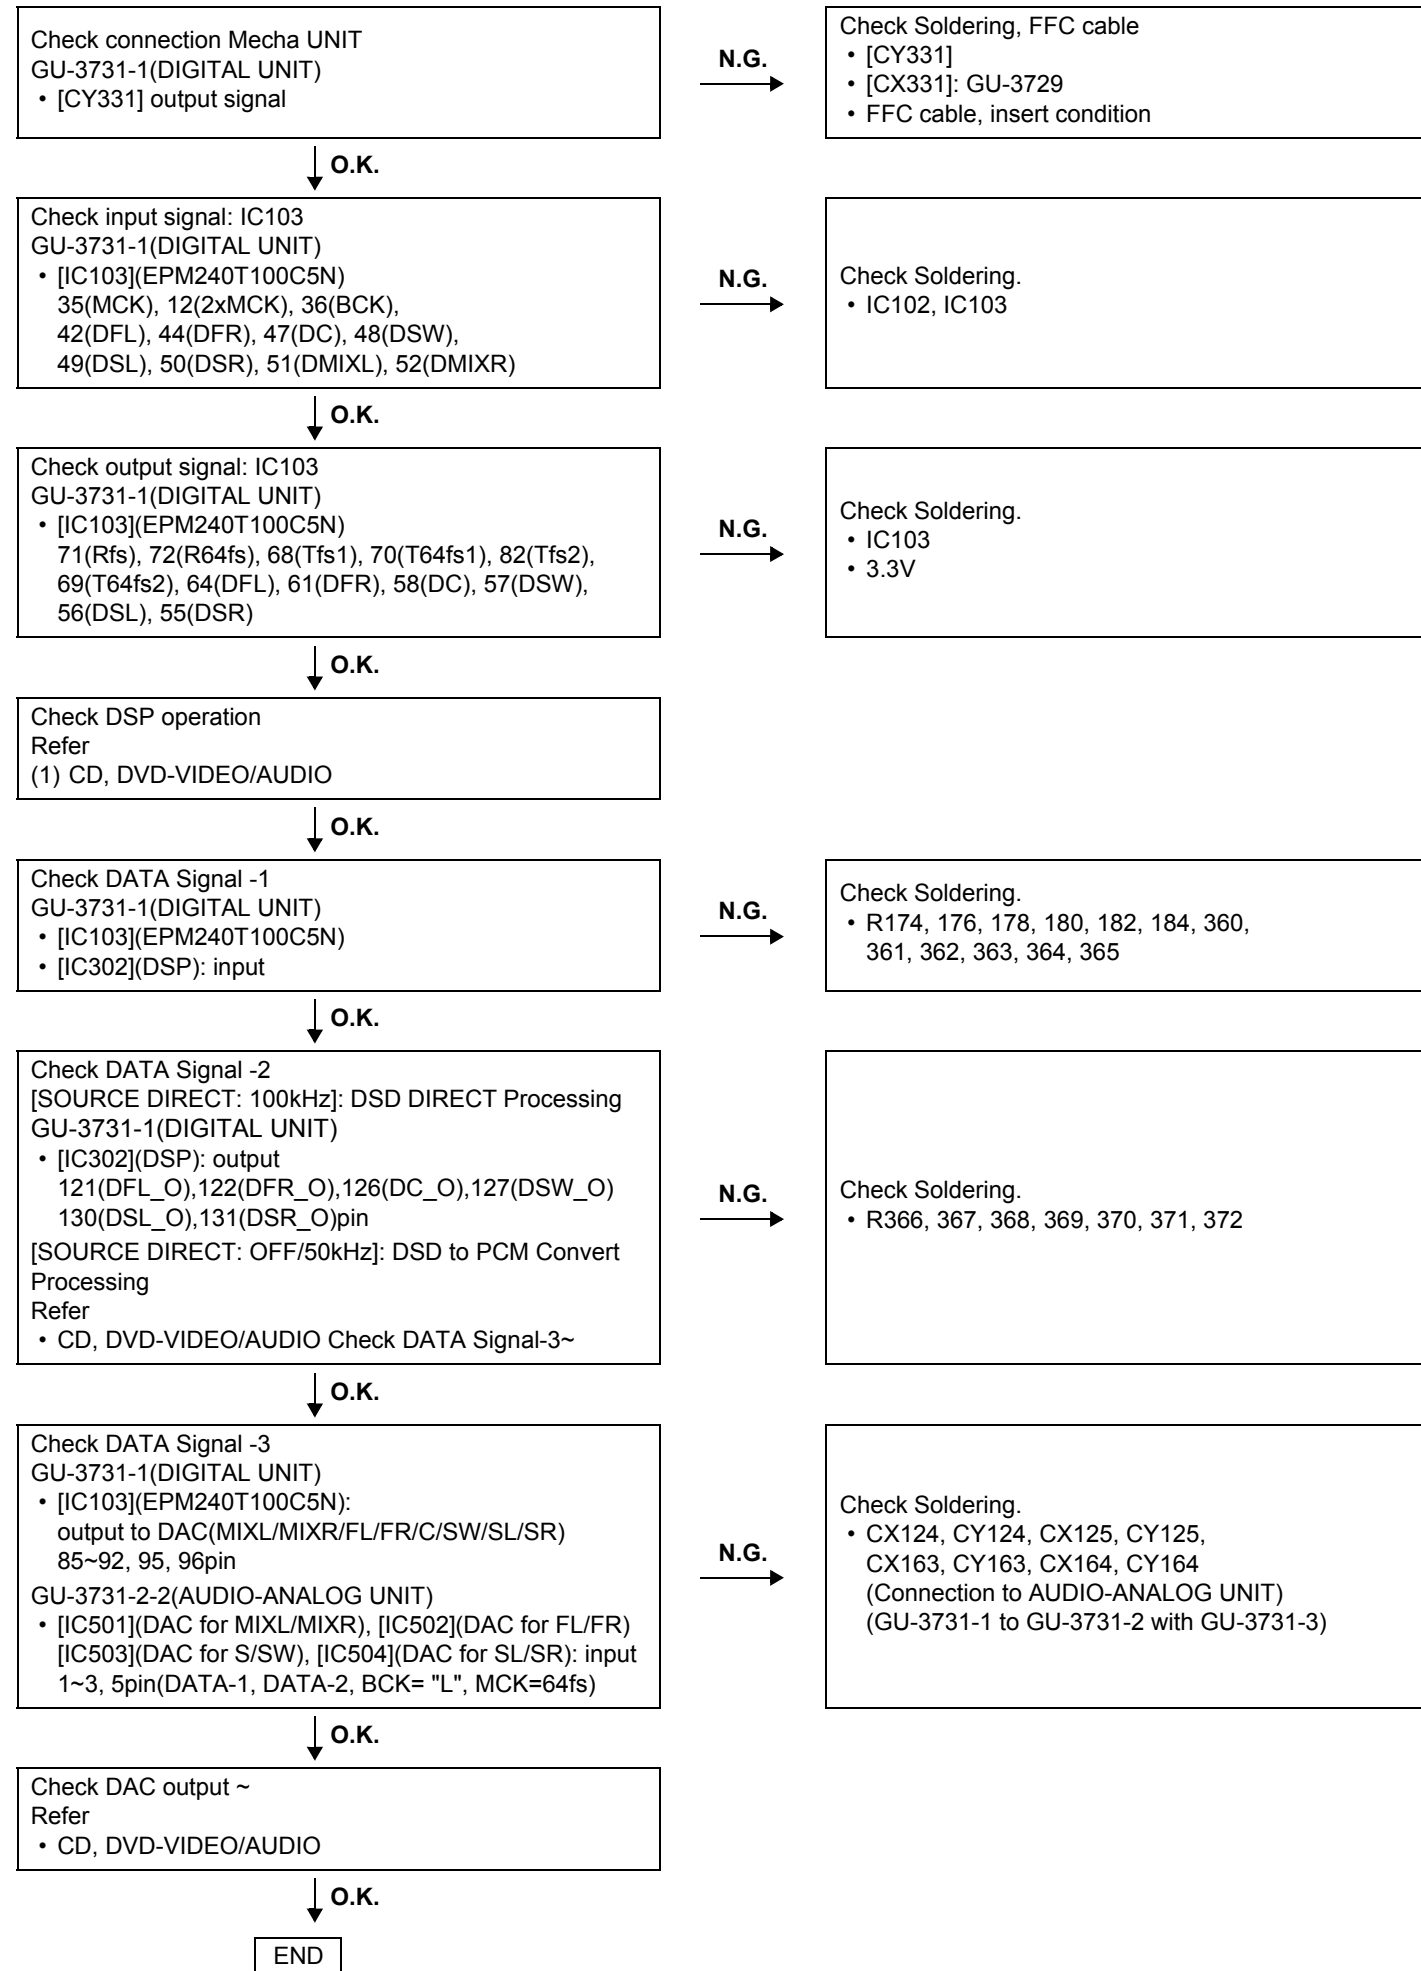 Check connection Mecha UNIT
GU-3731-1(DIGITAL UNIT)
• [CY331] output signal
N.G.
Check Soldering, FFC cable
• [CY331]
• [CX331]: GU-3729
• FFC cable, insert condition
O.K.
Check input signal: IC103
GU-3731-1(DIGITAL UNIT)
• [IC103](EPM240T100C5N)
35(MCK), 12(2xMCK), 36(BCK),
42(DFL), 44(DFR), 47(DC), 48(DSW),
49(DSL), 50(DSR), 51(DMIXL), 52(DMIXR)
N.G.
Check Soldering.
• IC102, IC103
O.K.
Check output signal: IC103
GU-3731-1(DIGITAL UNIT)
• [IC103](EPM240T100C5N)
71(Rfs), 72(R64fs), 68(Tfs1), 70(T64fs1), 82(Tfs2),
69(T64fs2), 64(DFL), 61(DFR), 58(DC), 57(DSW),
56(DSL), 55(DSR)
N.G.
Check Soldering.
• IC103
• 3.3V
O.K.
Check DSP operation
Refer
(1) CD, DVD-VIDEO/AUDIO
O.K.
Check DATA Signal -1
GU-3731-1(DIGITAL UNIT)
• [IC103](EPM240T100C5N)
• [IC302](DSP): input
N.G.
Check Soldering.
• R174, 176, 178, 180, 182, 184, 360,
361, 362, 363, 364, 365
O.K.
Check DATA Signal -2
[SOURCE DIRECT: 100kHz]: DSD DIRECT Processing
GU-3731-1(DIGITAL UNIT)
• [IC302](DSP): output
121(DFL_O),122(DFR_O),126(DC_O),127(DSW_O)
130(DSL_O),131(DSR_O)pin
[SOURCE DIRECT: OFF/50kHz]: DSD to PCM Convert
Processing
Refer
• CD, DVD-VIDEO/AUDIO Check DATA Signal-3~
N.G.
Check Soldering.
• R366, 367, 368, 369, 370, 371, 372
O.K.
Check DATA Signal -3
GU-3731-1(DIGITAL UNIT)
• [IC103](EPM240T100C5N):
output to DAC(MIXL/MIXR/FL/FR/C/SW/SL/SR)
85~92, 95, 96pin
GU-3731-2-2(AUDIO-ANALOG UNIT)
• [IC501](DAC for MIXL/MIXR), [IC502](DAC for FL/FR)
[IC503](DAC for S/SW), [IC504](DAC for SL/SR): input
1~3, 5pin(DATA-1, DATA-2, BCK= "L", MCK=64fs)
N.G.
Check Soldering.
• CX124, CY124, CX125, CY125,
CX163, CY163, CX164, CY164
(Connection to AUDIO-ANALOG UNIT)
(GU-3731-1 to GU-3731-2 with GU-3731-3)
O.K.
Check DAC output ~
Refer
• CD, DVD-VIDEO/AUDIO
O.K.
END